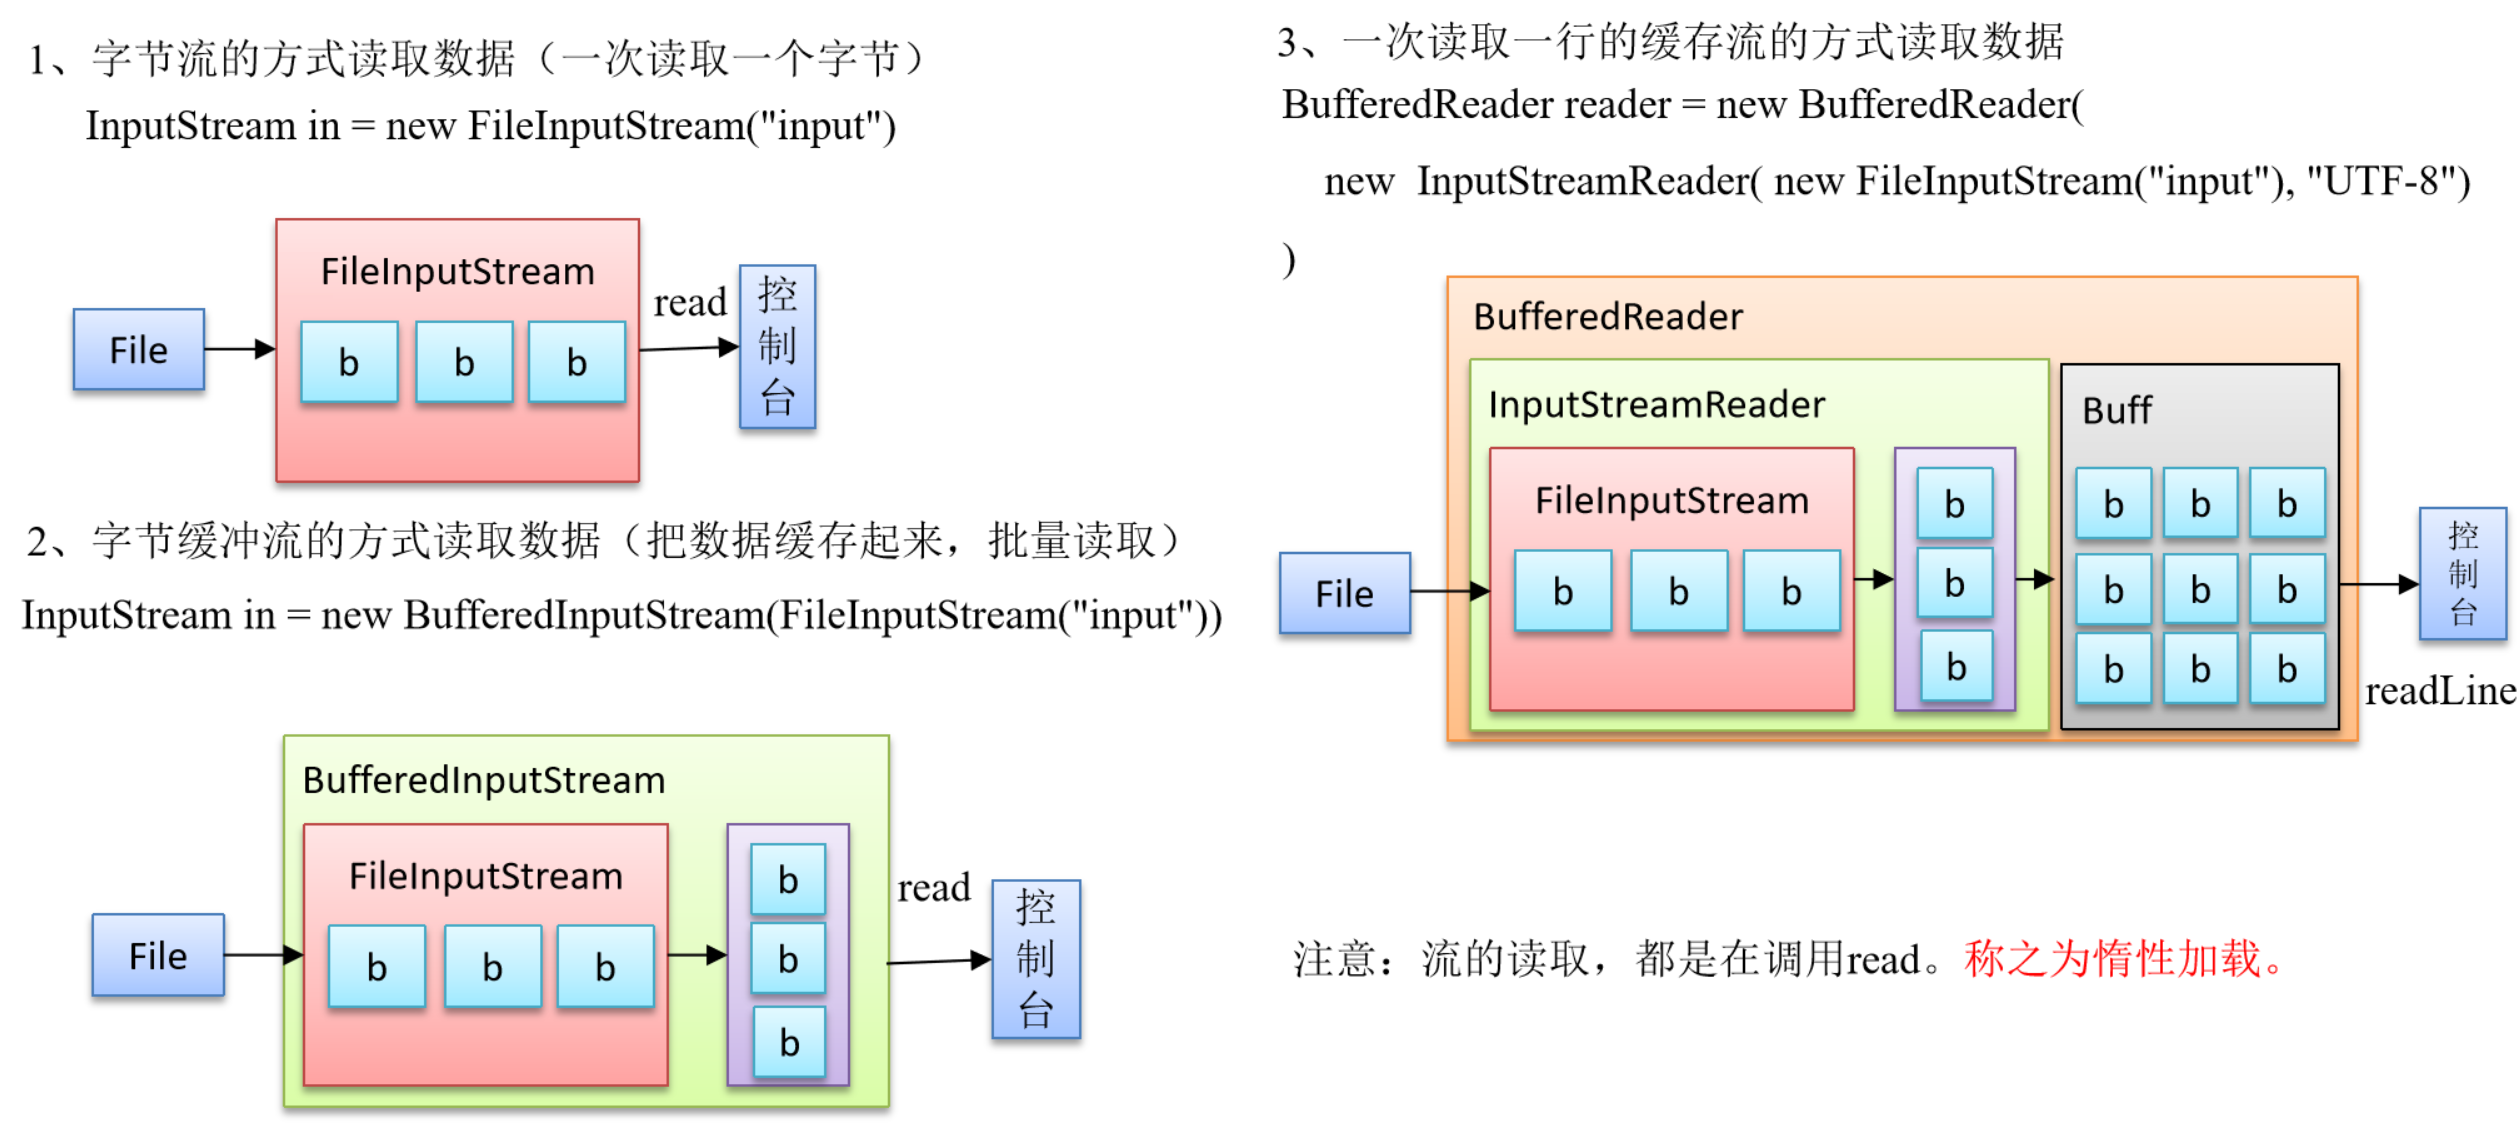 1、字节流的方式读取数据（一次读取一个字节）
InputStream in = new FileInputStream("input")
FileInputStream
File
b b b
read
控
制
台
2、字节缓冲流的方式读取数据（把数据缓存起来，批量读取）
InputStream in = new BufferedInputStream(FileInputStream("input"))
BufferedInputStream
FileInputStream
File
b b b
b
b
b
read
控
制
台
3、一次读取一行的缓存流的方式读取数据
BufferedReader reader = new BufferedReader(
new InputStreamReader( new FileInputStream("input"), "UTF-8")
)
BufferedReader
InputStreamReader
FileInputStream
File
b b b
b
b
b
Buff
b b b
b b b
b b b
控
制
台
readLine
注意：流的读取，都是在调用read。称之为惰性加载。